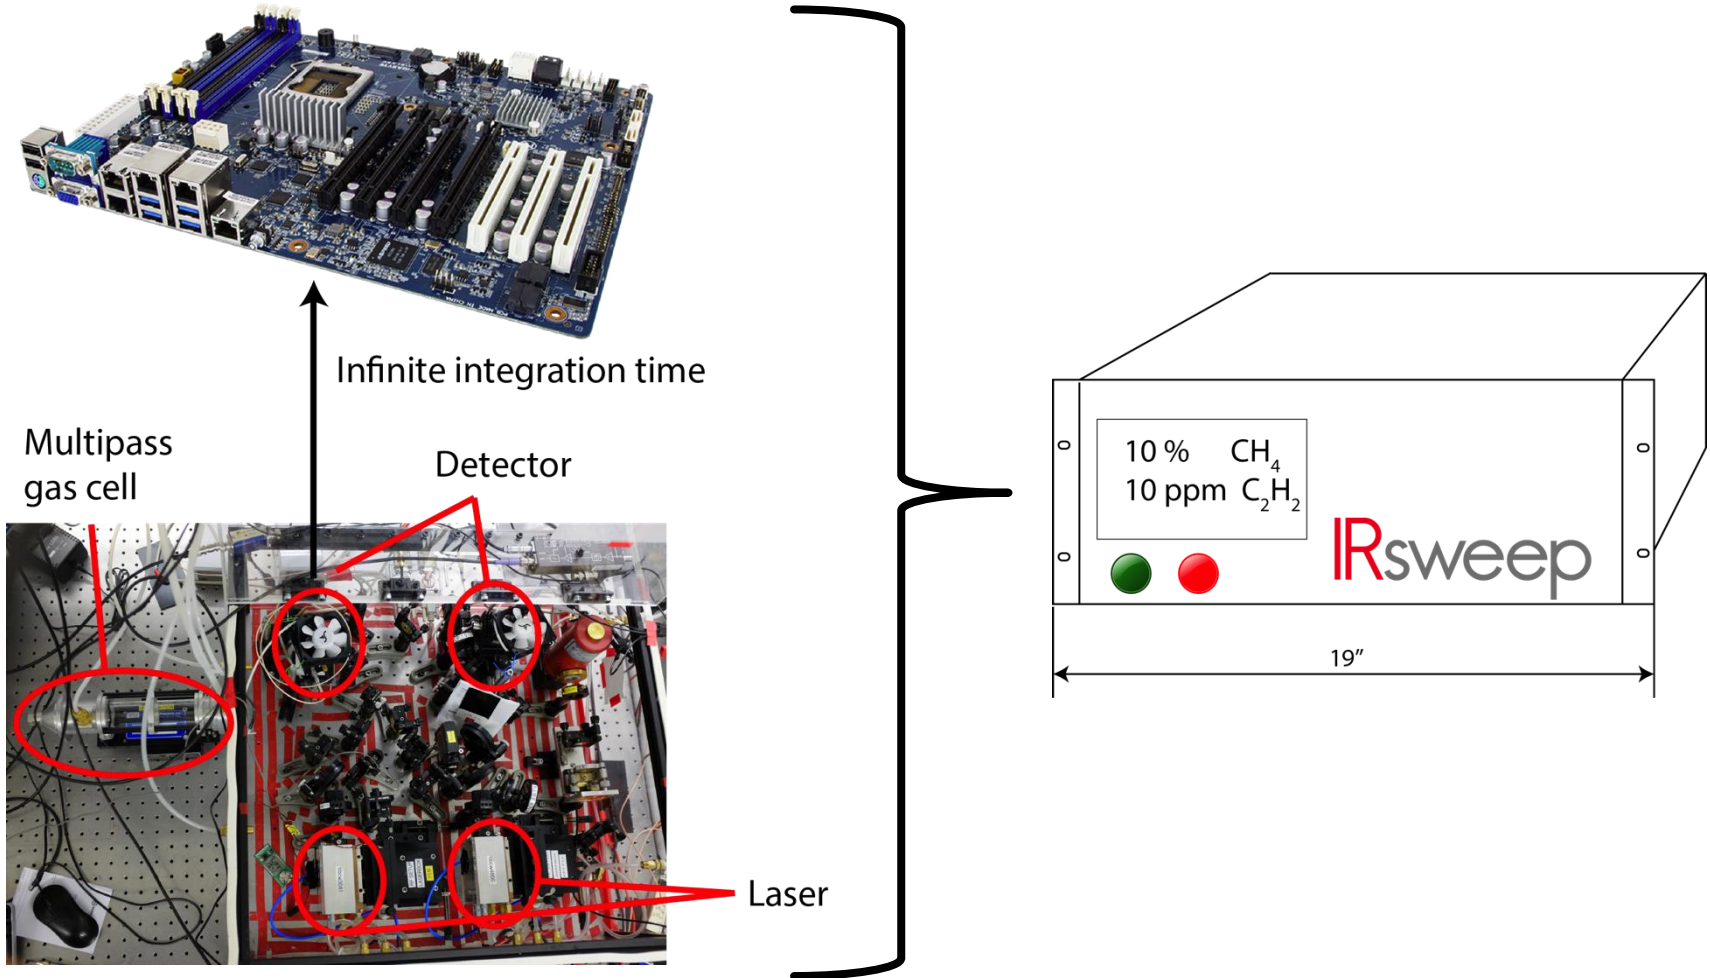 Infinite integration time
Multipass
gas cell
Detector
Laser
10 % CH4
10 ppm C2H2
IRsweep
19”